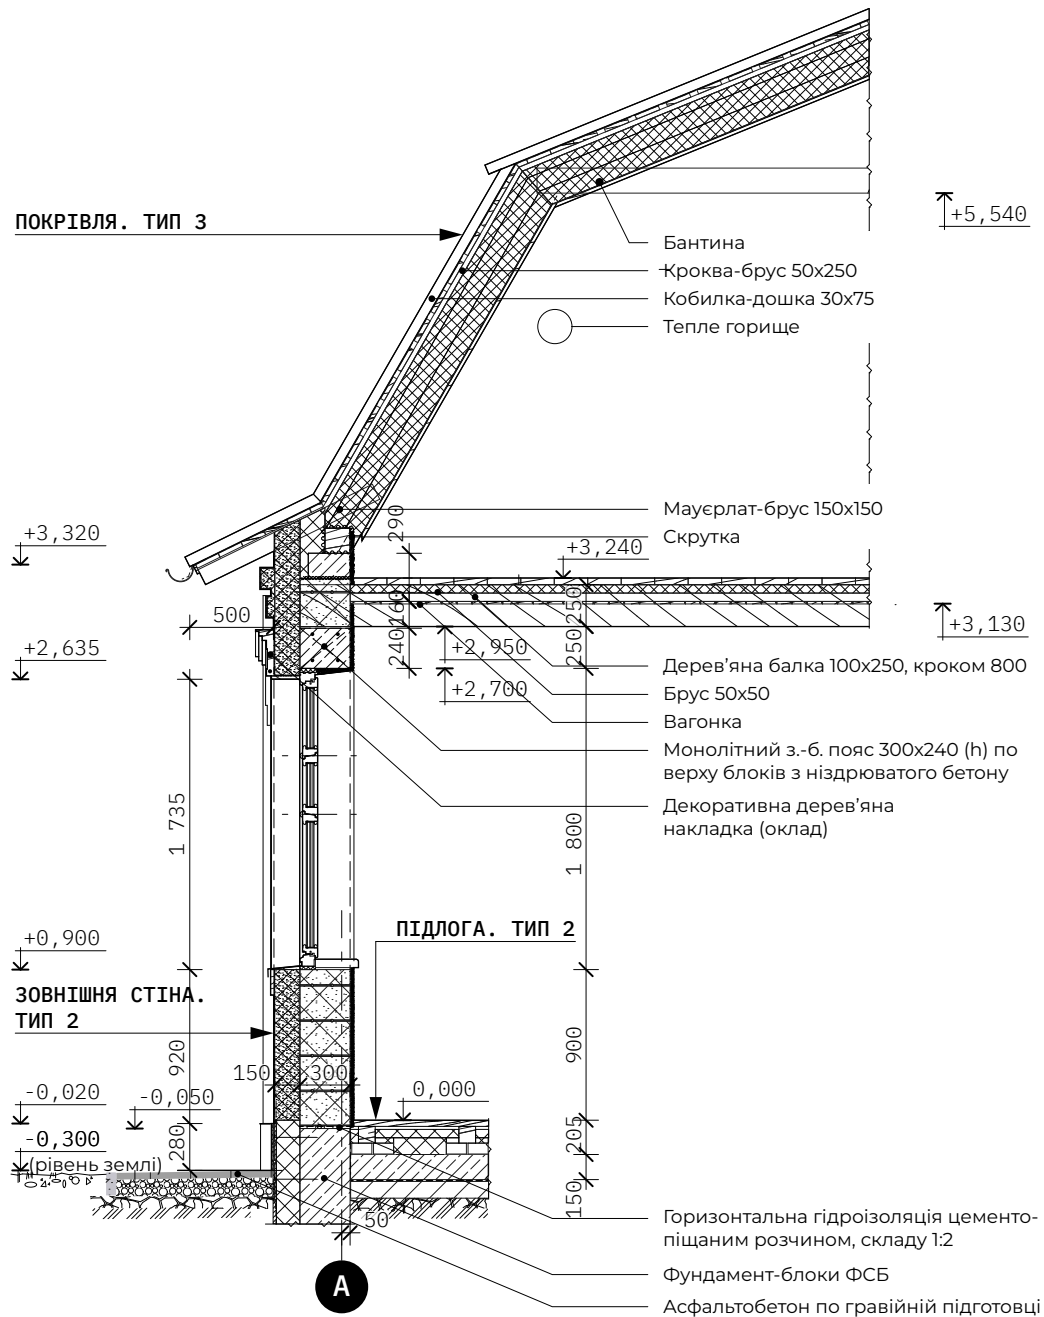 +5,540
ПОКРІВЛЯ. ТИП 3
Бантина
Кроква-брус 50х250
Кобилка-дошка 30х75
Тепле горище
Мауєрлат-брус 150х150
Скрутка
290
+3,320
+3,240
500
160
250
+3,130
+2,635
240
+2,950
250
+2,700
Дерев’яна балка 100х250, кроком 800
Брус 50х50
Вагонка
Монолітний з.-б. пояс 300х240 (h) по
верху блоків з ніздрюватого бетону
Декоративна дерев’яна
накладка (оклад)
1 735
1 800
+0,900
ПІДЛОГА. ТИП 2
ЗОВНІШНЯ СТІНА.
ТИП 2
920
900
150
300
-0,020
-0,050
0,000
-0,300
(рівень землі)
280
205
150
50
Горизонтальна гідроізоляція цементо-
піщаним розчином, складу 1:2
Фундамент-блоки ФСБ
Асфальтобетон по гравійній підготовці
А